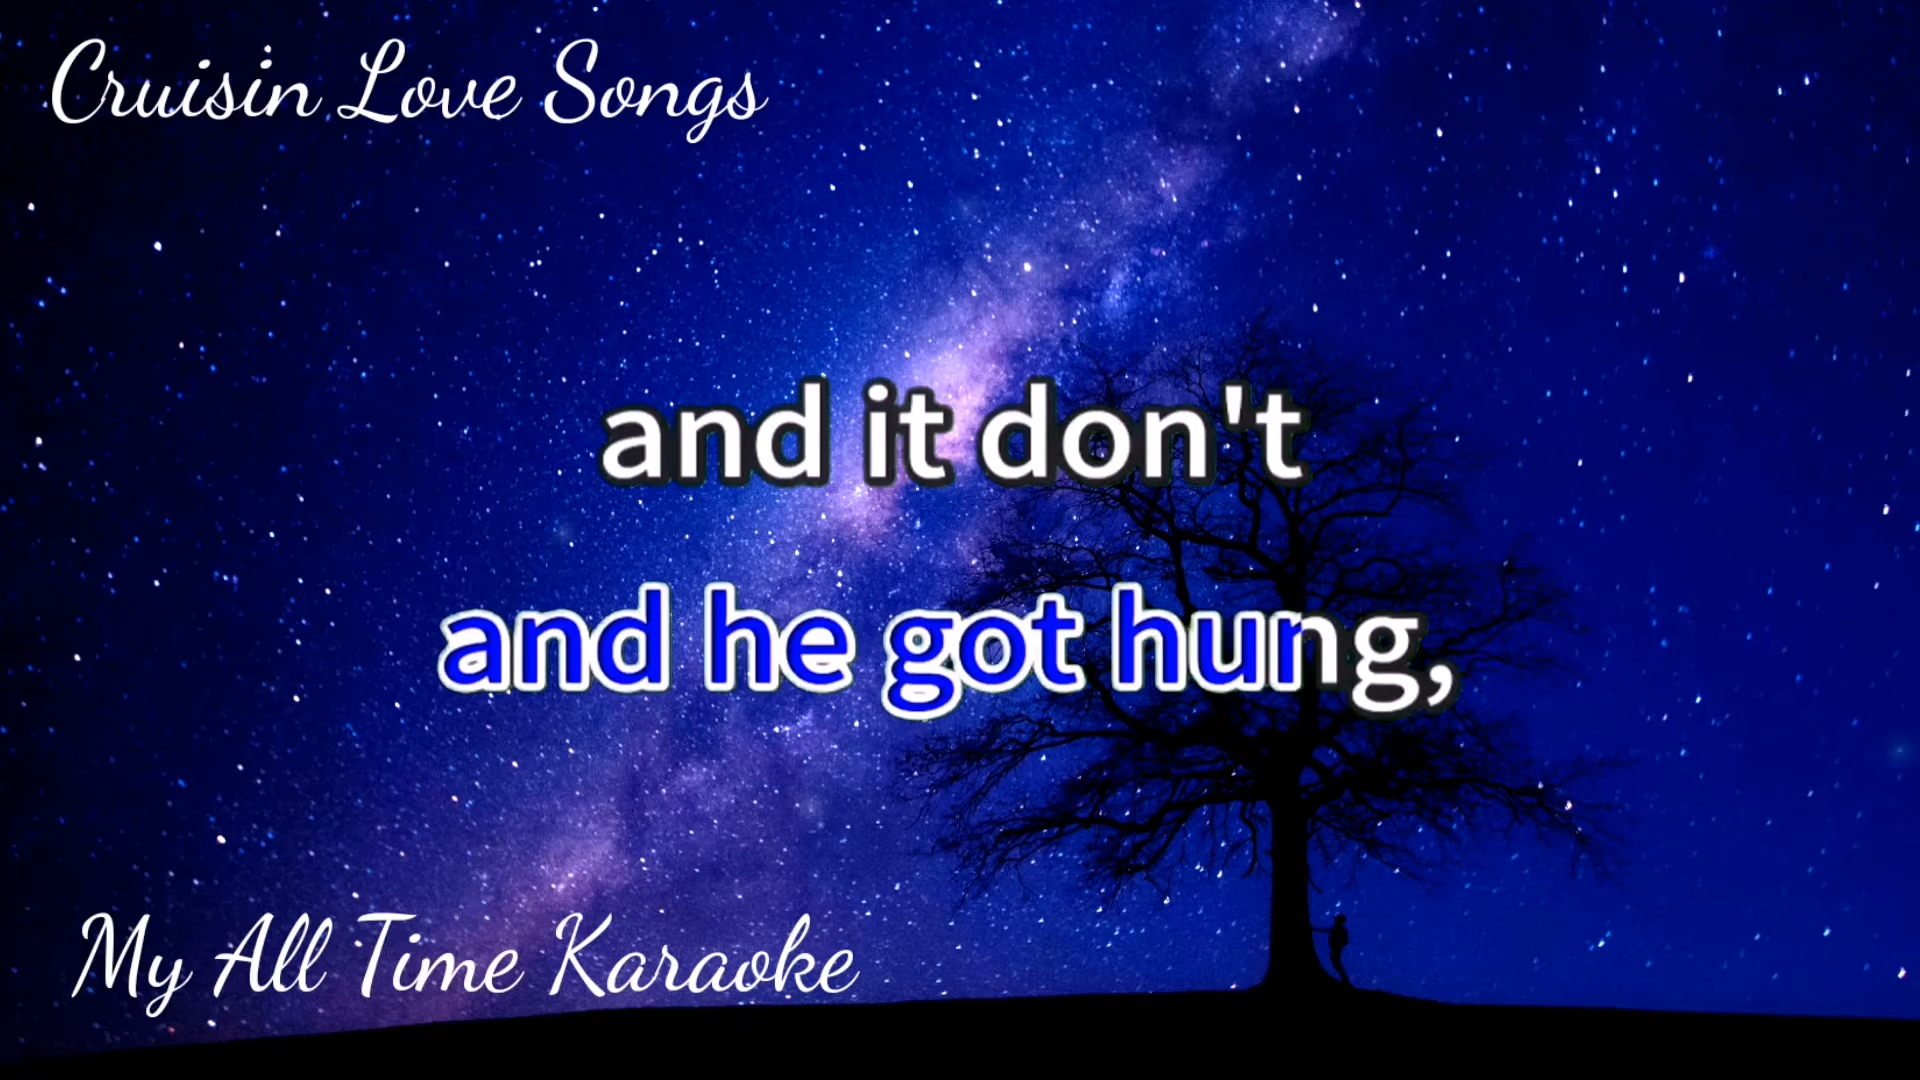 Cruisin Love Songs
and it don't
and he got hung,
My All Time Karaoke